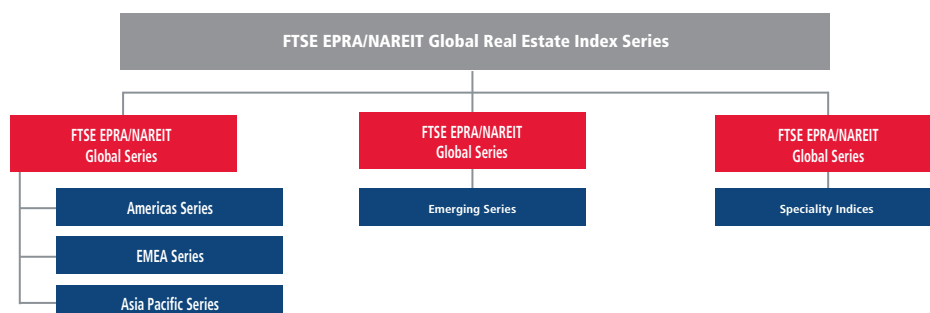 FTSE EPRA/NAREIT Global Real Estate Index Series
FTSE EPRA/NAREIT
Global Series
FTSE EPRA/NAREIT
Global Series
FTSE EPRA/NAREIT
Global Series
Americas Series
Emerging Series
Speciality Indices
EMEA Series
Asia Pacific Series